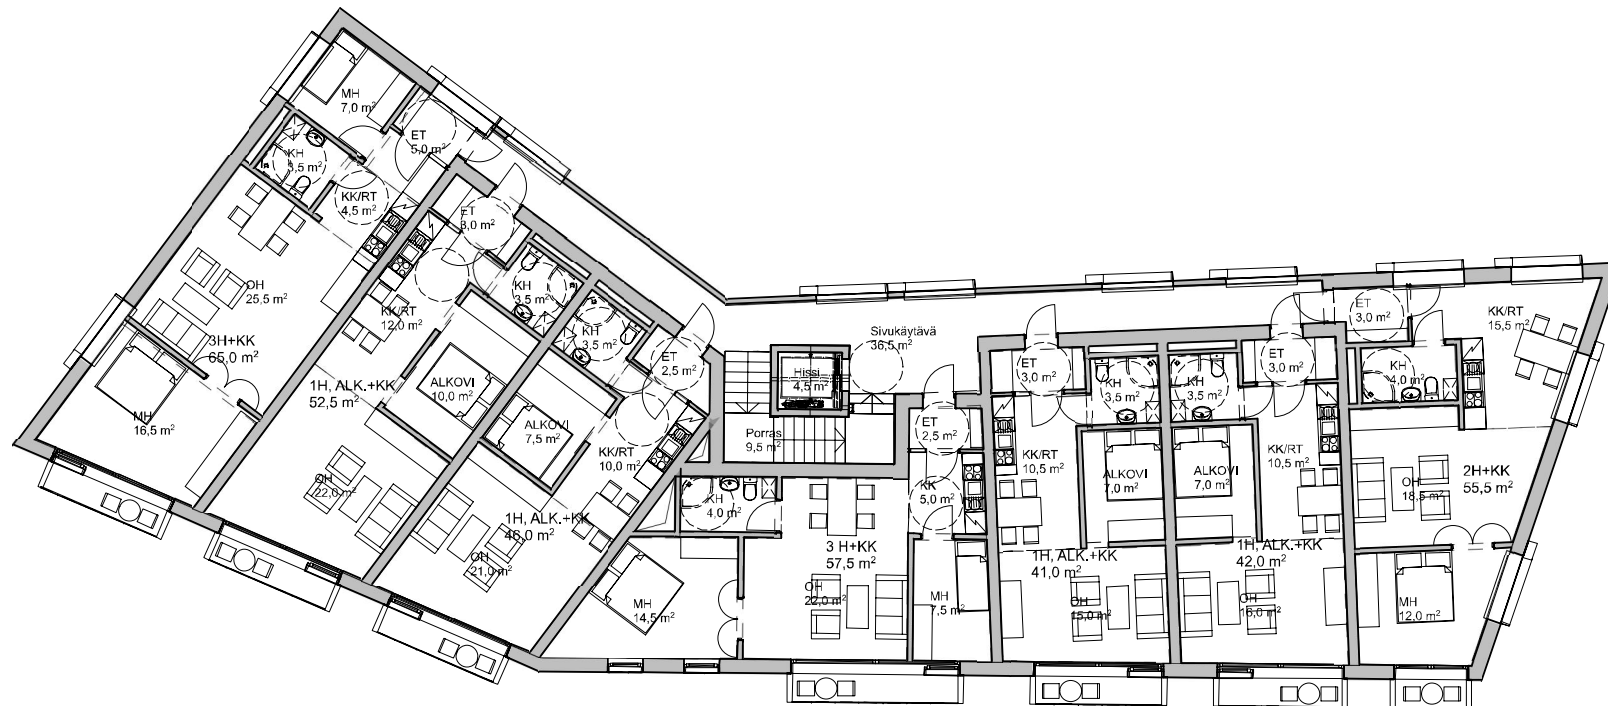 MH
7,0 m²
ET
5,0 m²
KH
3,5 m²
KK/RT
4,5 m²
OH
25,5 m²
3H+KK
65,0 m²
MH
16,5 m²
ET
3,0 m²
KH
3,5 m²
KK/RT
12,0 m²
ALKOVI
10,0 m²
1H, ALK.+KK
52,5 m²
OH
22,0 m²
KH
3,5 m²
ET
2,5 m²
ALKOVI
7,5 m²
KK/RT
10,0 m²
1H, ALK.+KK
46,0 m²
OH
21,0 m²
Hissi
4,5 m²
Sivukäytävä
36,5 m²
Porras
9,5 m²
ET
2,5 m²
KH
4,0 m²
KK
5,0 m²
3 H+KK
57,5 m²
OH
22,0 m²
MH
14,5 m²
MH
7,5 m²
ET
3,0 m²
KH
3,5 m²
KK/RT
10,5 m²
ALKOVI
7,0 m²
1H, ALK.+KK
41,0 m²
OH
15,0 m²
ET
3,0 m²
KH
3,5 m²
ALKOVI
7,0 m²
KK/RT
10,5 m²
1H, ALK.+KK
42,0 m²
OH
16,0 m²
ET
3,0 m²
KK/RT
15,5 m²
KH
4,0 m²
2H+KK
55,5 m²
OH
18,5 m²
MH
12,0 m²